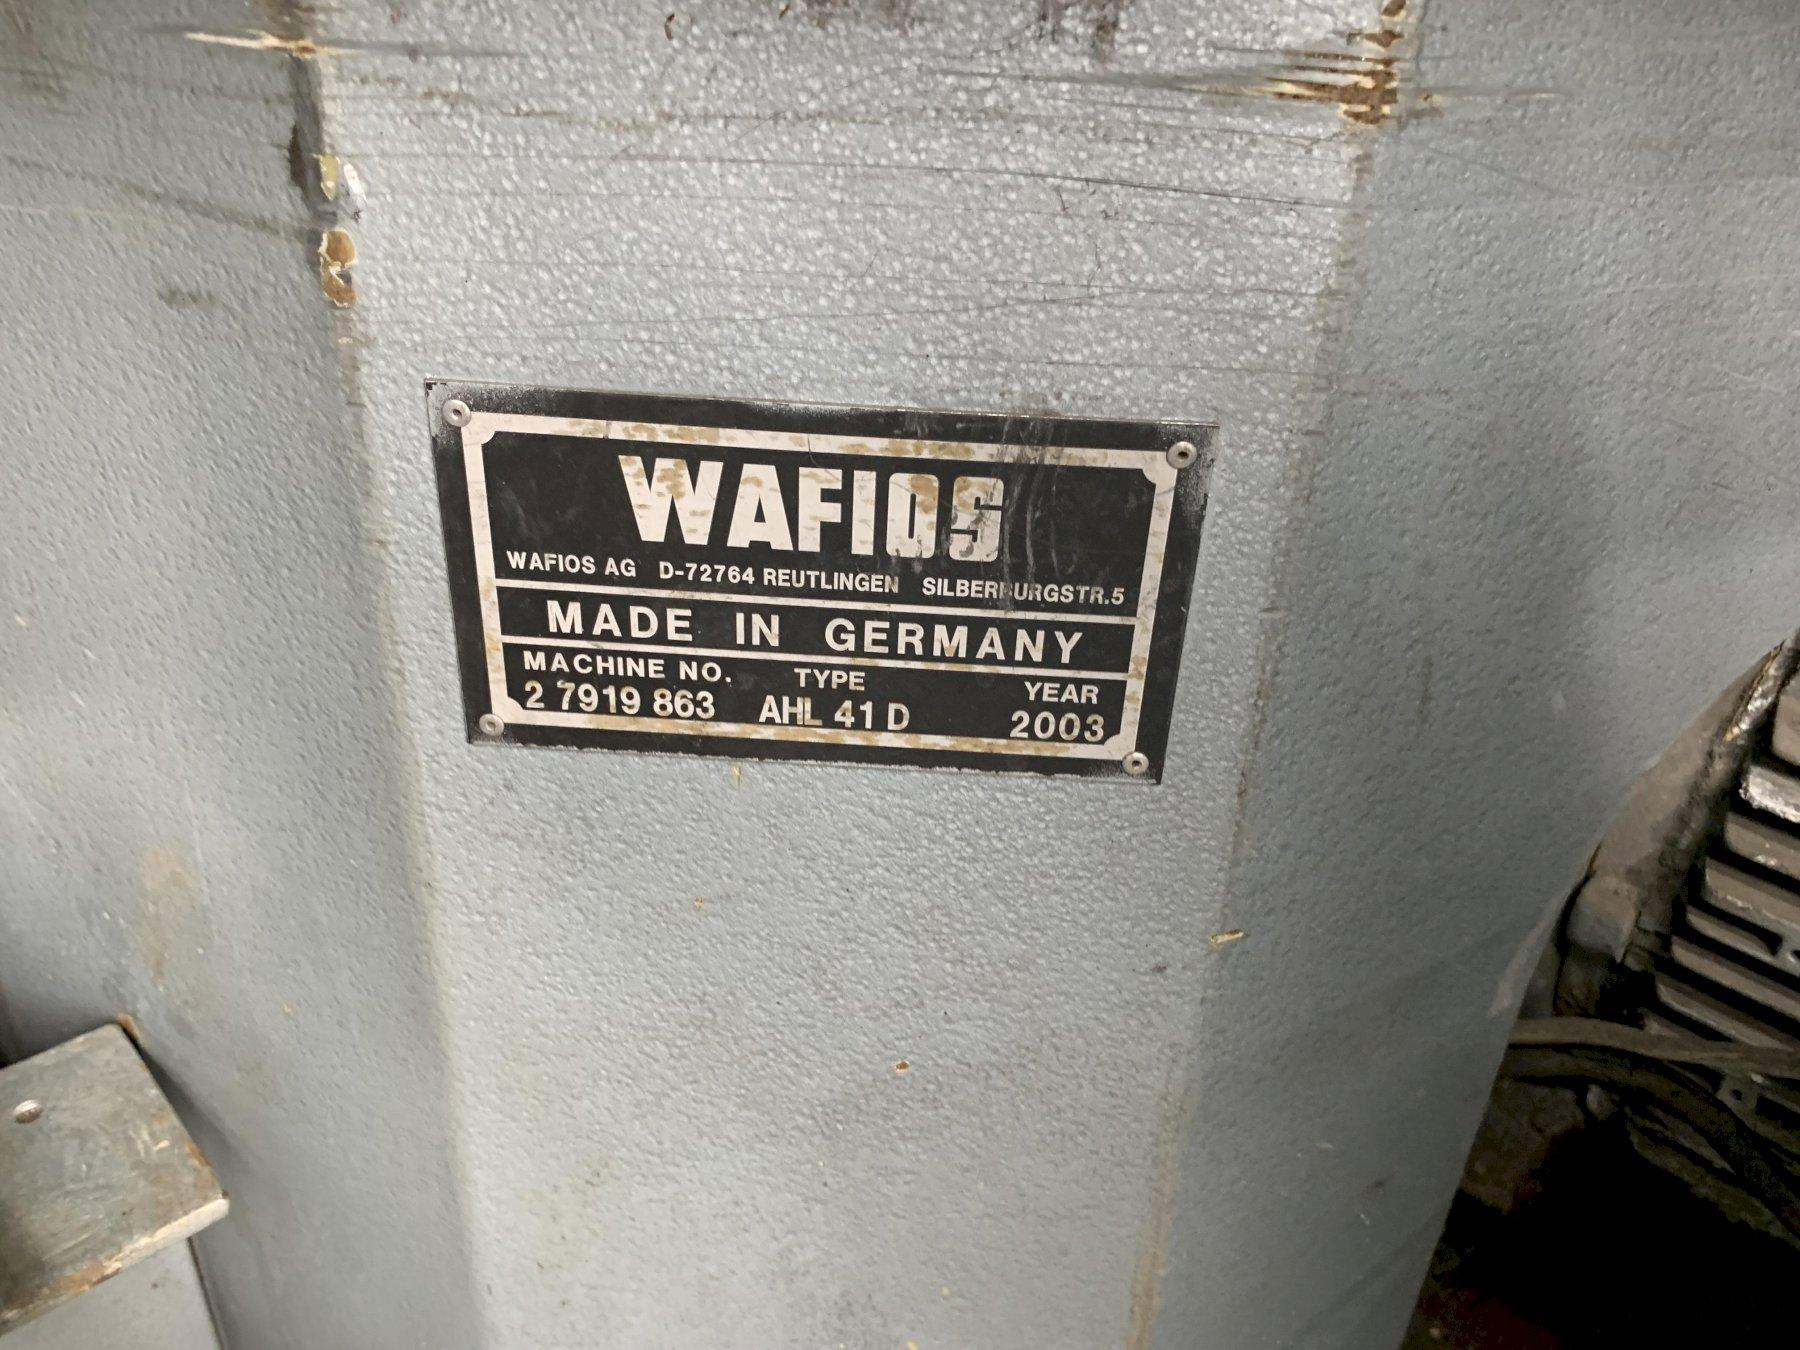 WAFIOS
WAFIOS AG D-72764 REUTLINGEN SILBERBURGSTR.5
MADE IN GERMANY
MACHINE NO. TYPE YEAR
2 7919 863 AHL 41 D 2003